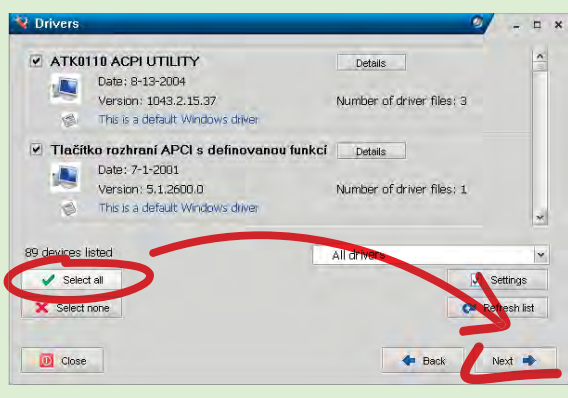 Drivers
ATK0110 ACPI UTILITY
Details
Date: 8-13-2004
Version: 1043.2.15.37
Number of driver files: 3
This is a default Windows driver
Tlačítko rozhraní APCI s definovanou funkcí
Details
Date: 7-1-2001
Version: 5.1.2600.0
Number of driver files: 1
This is a default Windows driver
89 devices listed
All drivers
Select all
Settings
Select none
Refresh list
Close
Back
Next